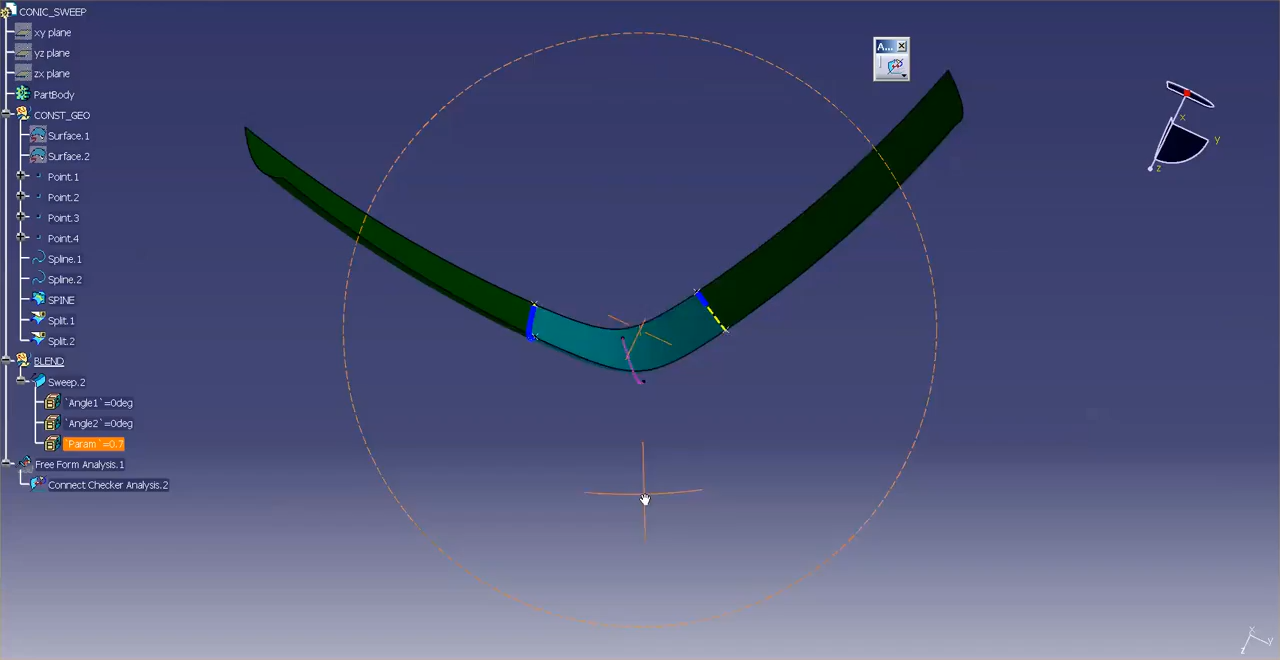 CONIC_SWEEP
xy plane
yz plane
zx plane
PartBody
CONST_GEO
Surface.1
Surface.2
Point.1
Point.2
Point.3
Point.4
Spline.1
Spline.2
SPINE
Split.1
Split.2
BLEND
Sweep.2
`Angle1`=0deg
`Angle2`=0deg
`Param`=0.7
Free Form Analysis.1
Connect Checker Analysis.2
A...
x
y
z
x
y
z